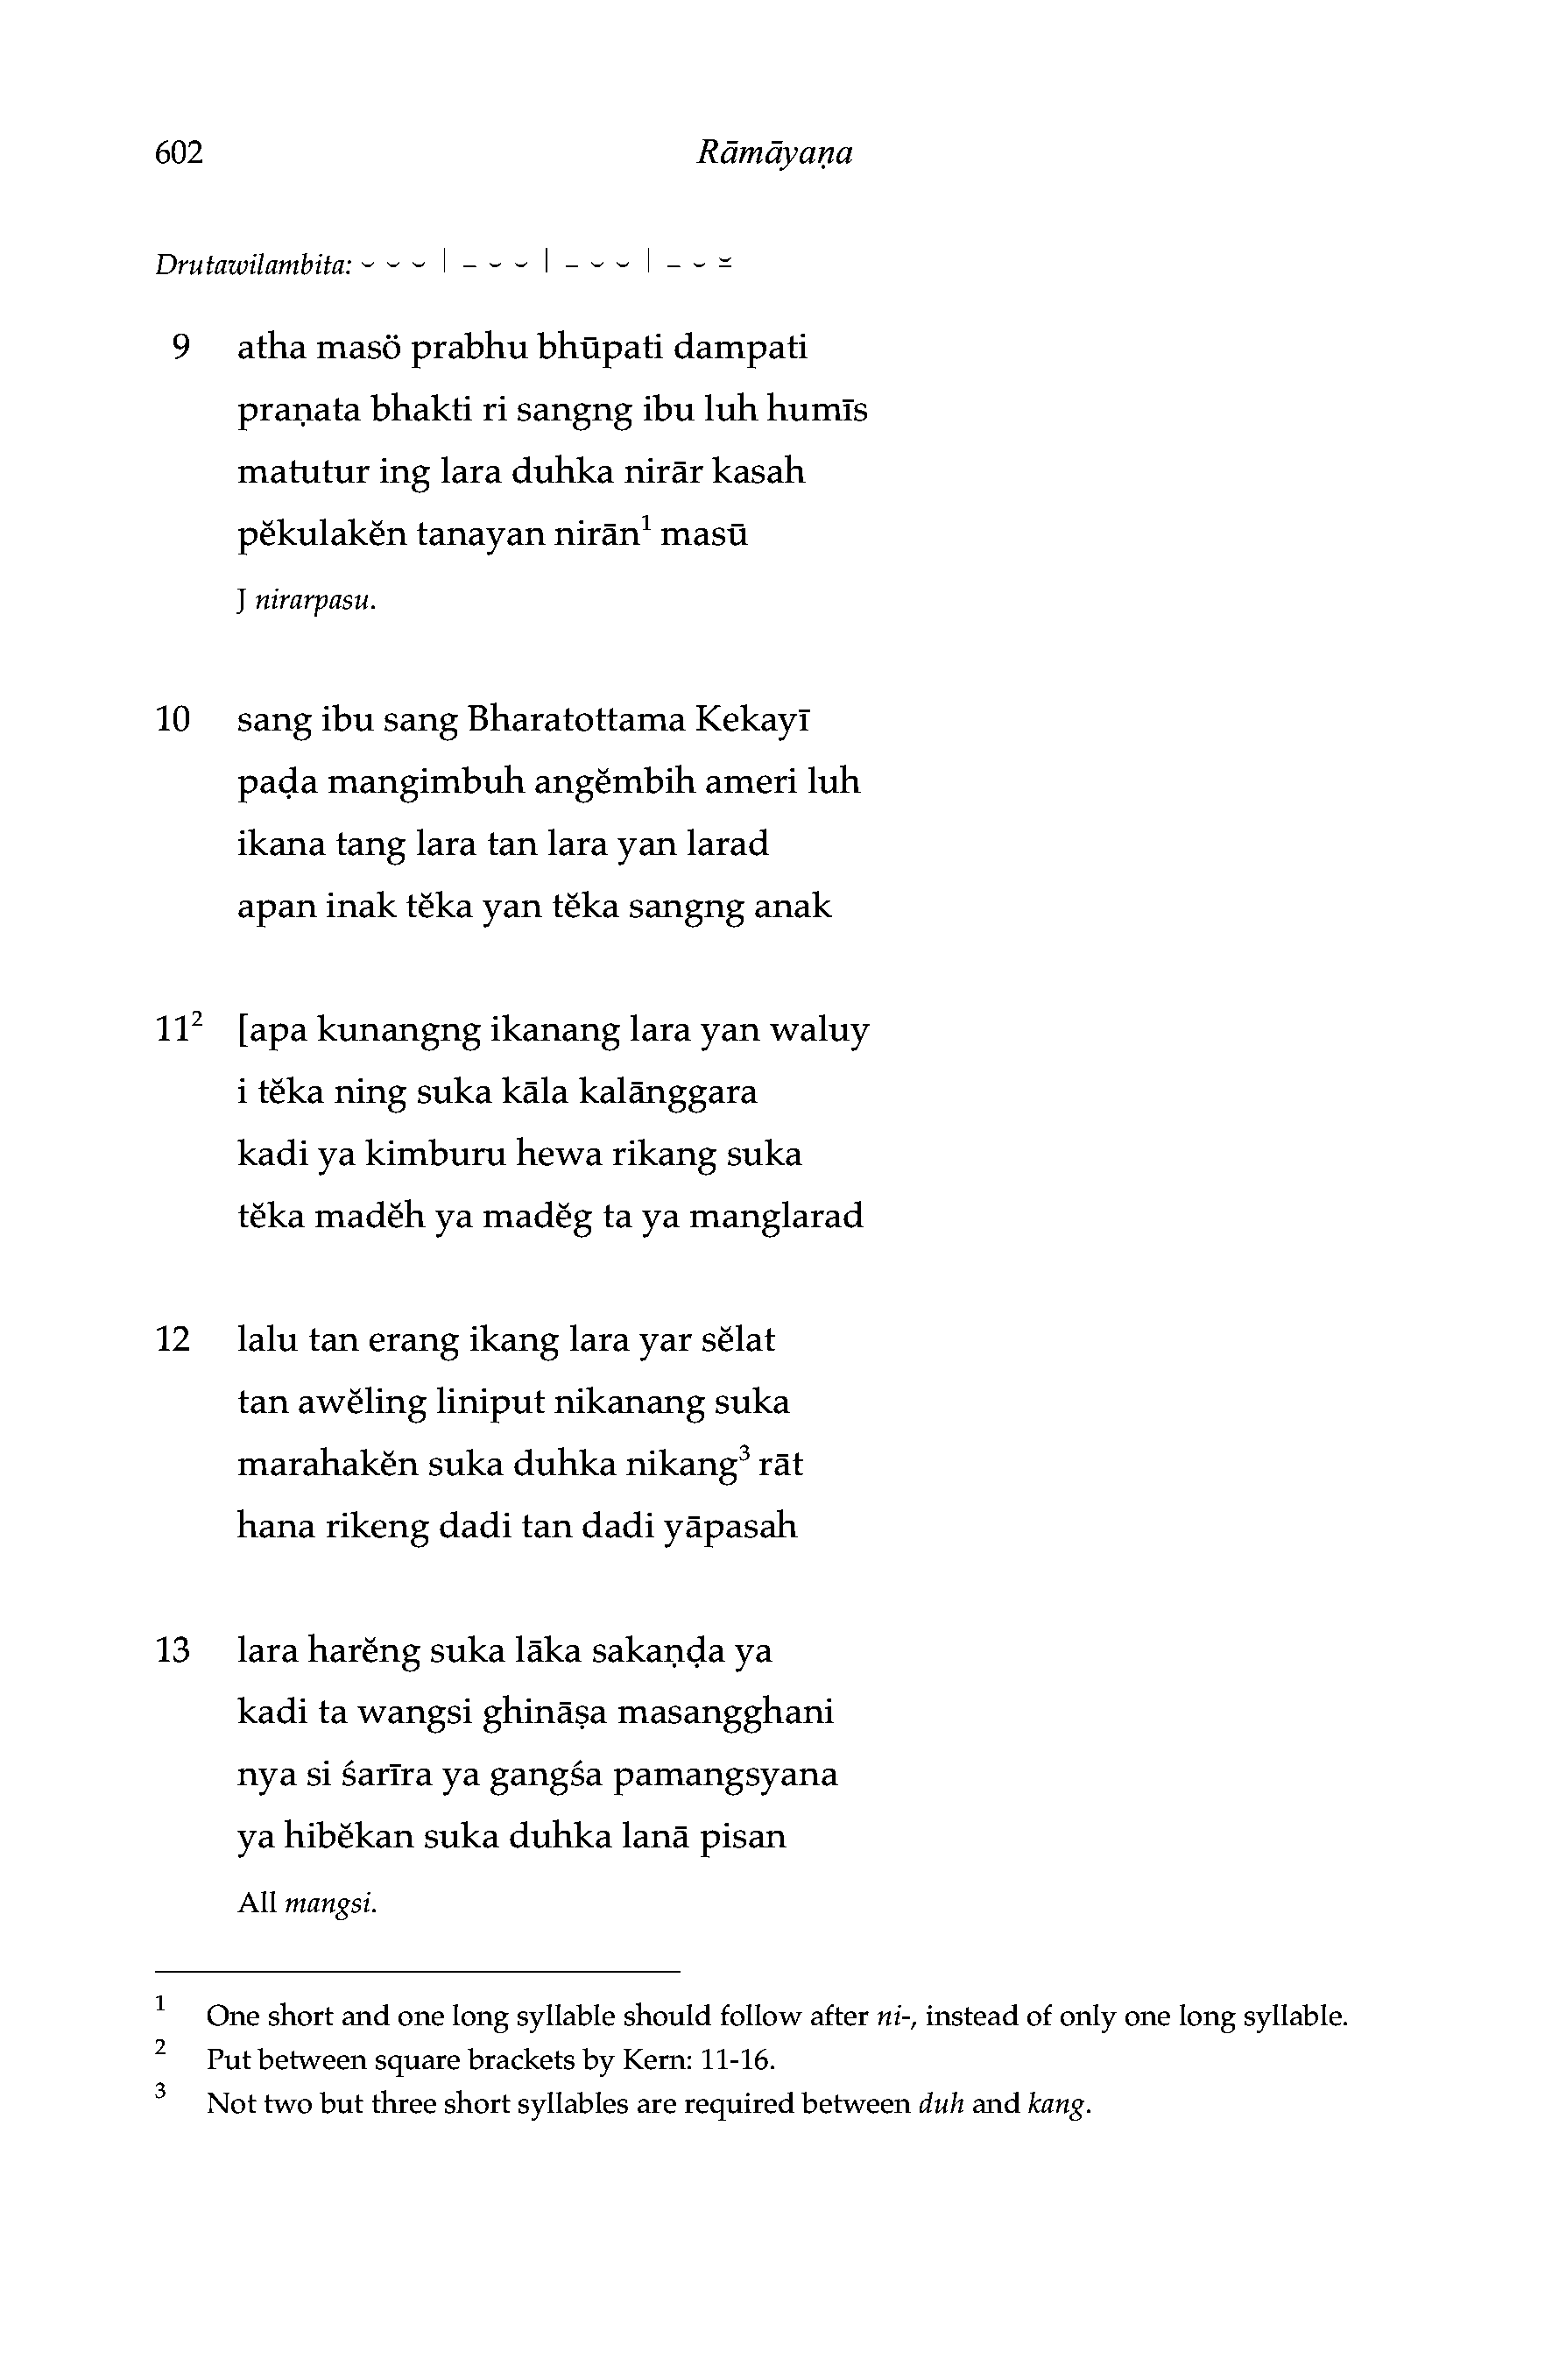 602 Rāmāyaṇa
Drutawilambita: ⏑ ⏑ ⏑ | – ⏑ ⏑ | – ⏑ ⏑ | – ⏑ ⏓
9 atha masö prabhu bhūpati dampati
praṇata bhakti ri sangng ibu luh humīs
matutur ing lara duhka nirār kasah
pĕkulakĕn tanayan nirān¹ masū
J nirarpasu.
10 sang ibu sang Bharatottama Kekayī
paḍa mangimbuh angĕmbih ameri luh
ikana tang lara tan lara yan larad
apan inak tĕka yan tĕka sangng anak
11² [apa kunangng ikanang lara yan waluy
i tĕka ning suka kāla kalānggara
kadi ya kimburu hewa rikang suka
tĕka madĕh ya madĕg ta ya manglarad
12 lalu tan erang ikang lara yar sĕlat
tan awĕling liniput nikanang suka
marahakĕn suka duhka nikang³ rāt
hana rikeng dadi tan dadi yāpasah
13 lara harĕng suka lāka sakaṇḍa ya
kadi ta wangsi ghināṣa masangghani
nya si śarīra ya gangśa pamangsyana
ya hibĕkan suka duhka lanā pisan
All mangsi.
1 One short and one long syllable should follow after ni-, instead of only one long syllable.
2 Put between square brackets by Kern: 11-16.
3 Not two but three short syllables are required between duh and kang.